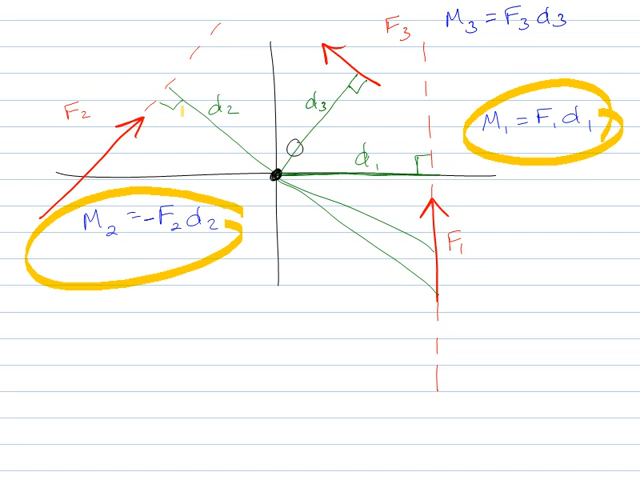 M₃ = F₃ d₃
F₃
F₂
d₂
d₃
M₁ = F₁ d₁
O
d₁
M₂ = -F₂ d₂
F₁